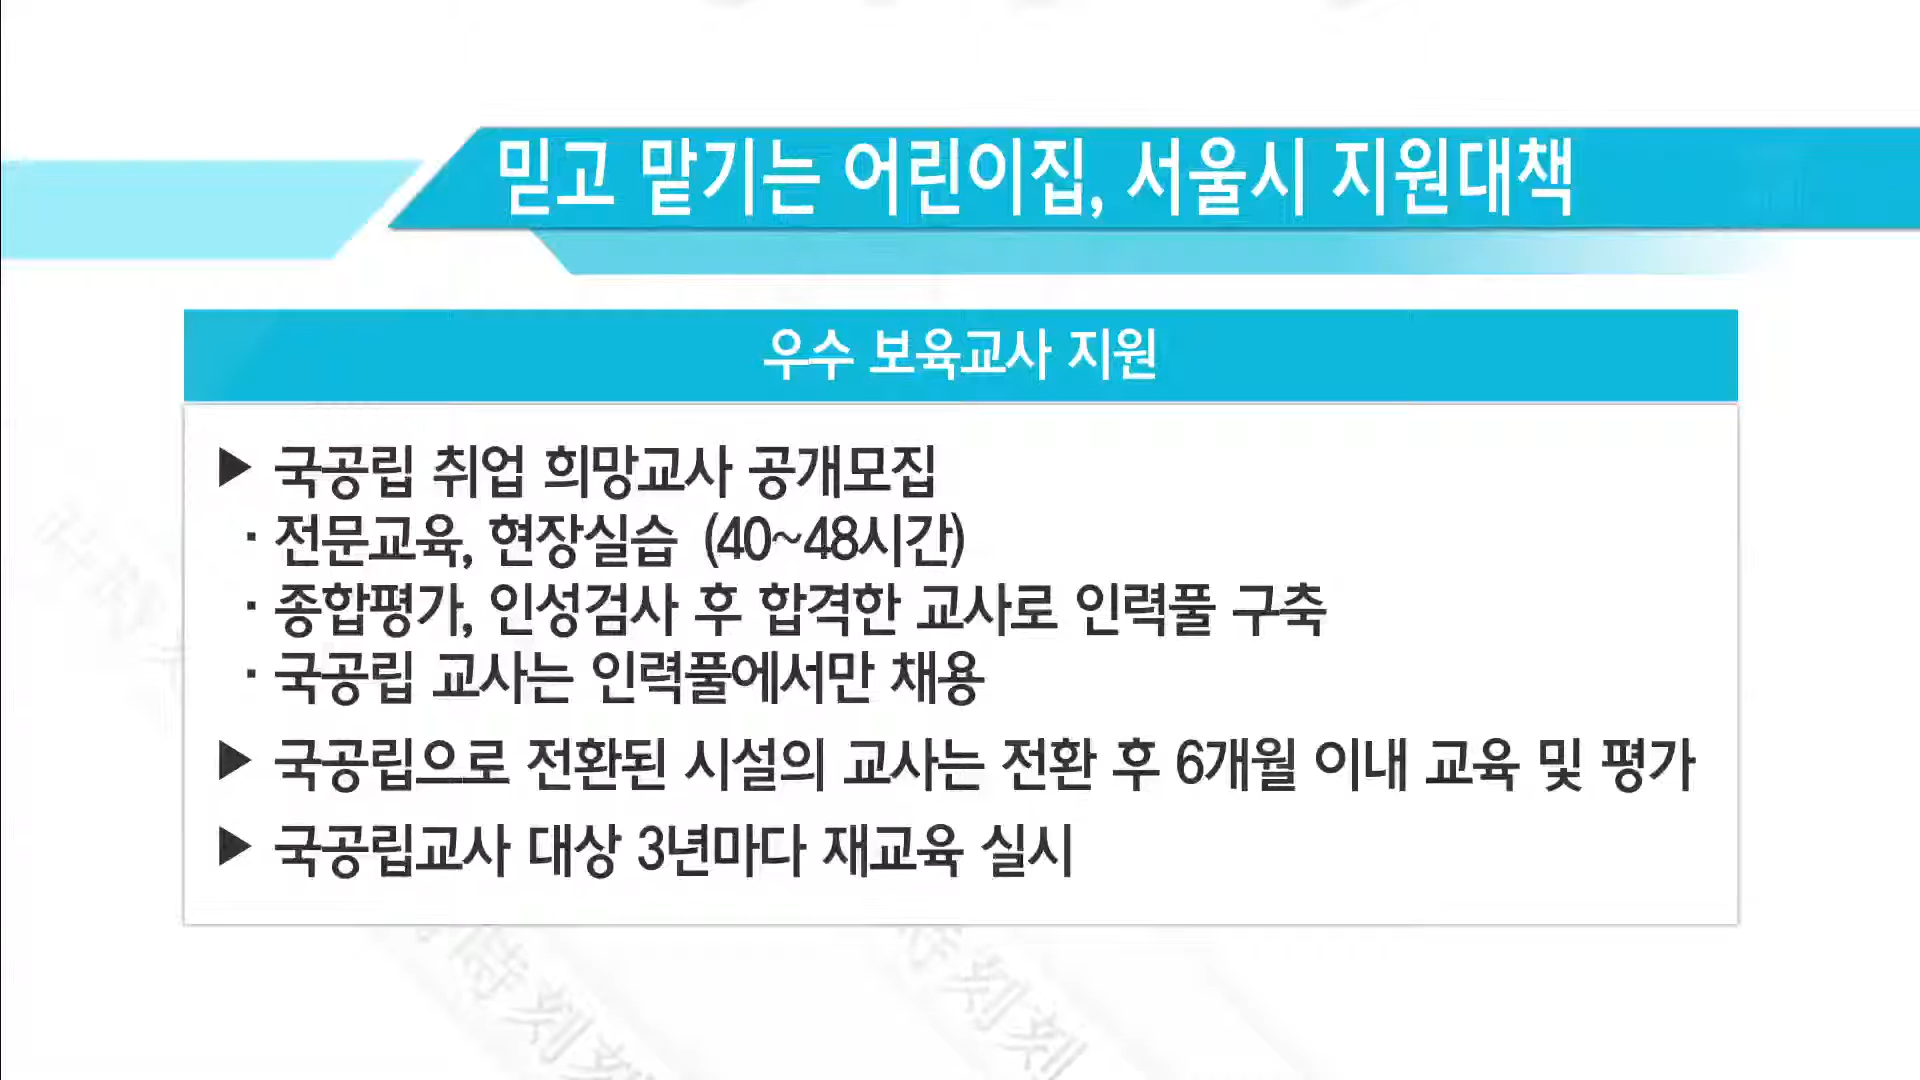 믿고 맡기는 어린이집, 서울시 지원대책
우수 보육교사 지원
▶ 국공립 취업 희망교사 공개모집
· 전문교육, 현장실습 (40~48시간)
· 종합평가, 인성검사 후 합격한 교사로 인력풀 구축
· 국공립 교사는 인력풀에서만 채용
▶ 국공립으로 전환된 시설의 교사는 전환 후 6개월 이내 교육 및 평가
▶ 국공립교사 대상 3년마다 재교육 실시
時刻
時刻刻